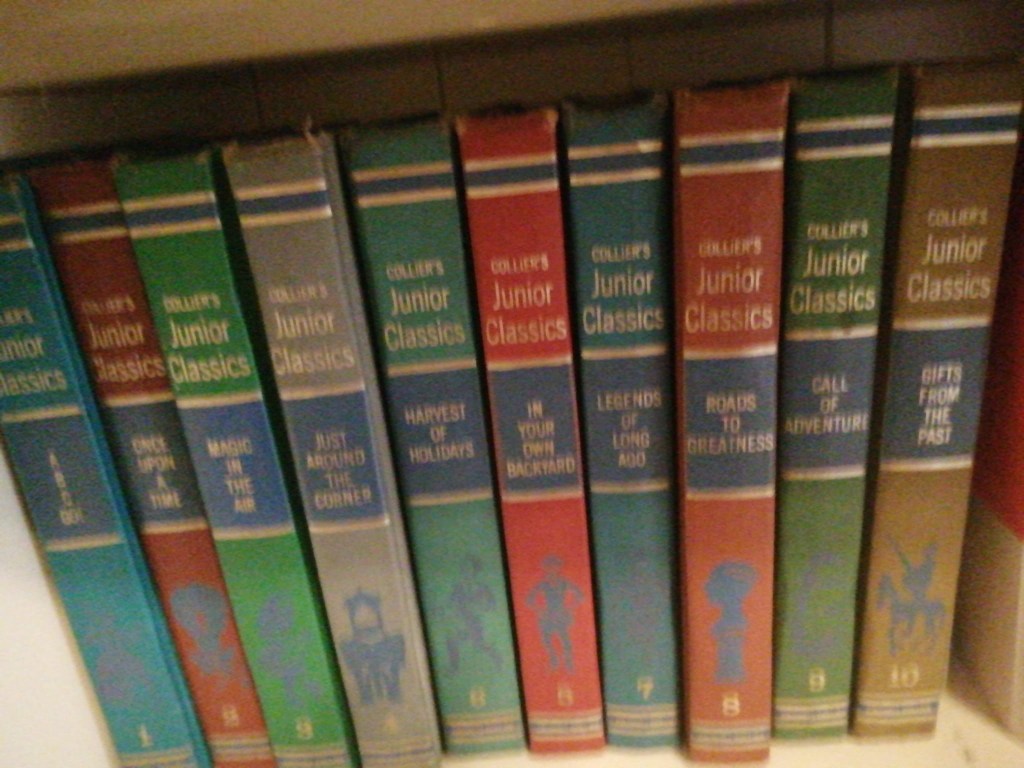 Junior
Classics
A
B
C
GO!
1
COLLIER'S
Junior
Classics
ONCE
UPON
A
TIME
2
COLLIER'S
Junior
Classics
MAGIC
IN
THE
AIR
3
COLLIER'S
Junior
Classics
JUST
AROUND
THE
CORNER
4
COLLIER'S
Junior
Classics
HARVEST
OF
HOLIDAYS
COLLIER'S
Junior
Classics
IN
YOUR
OWN
BACKYARD
6
COLLIER'S
Junior
Classics
LEGENDS
OF
LONG
AGO
7
COLLIER'S
Junior
Classics
ROADS
TO
GREATNESS
8
COLLIER'S
Junior
Classics
CALL
OF
ADVENTURE
9
COLLIER'S
Junior
Classics
GIFTS
FROM
THE
PAST
10